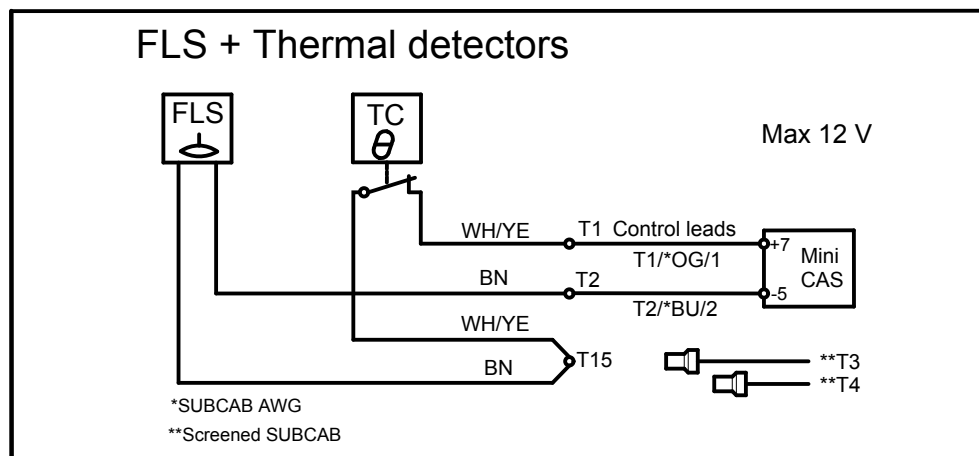 FLS + Thermal detectors
FLS
TC
θ
Max 12 V
WH/YE
T1
Control leads
+7
T1/*OG/1
Mini
CAS
BN
T2
-5
T2/*BU/2
WH/YE
T15
BN
**T3
**T4
*SUBCAB AWG
**Screened SUBCAB